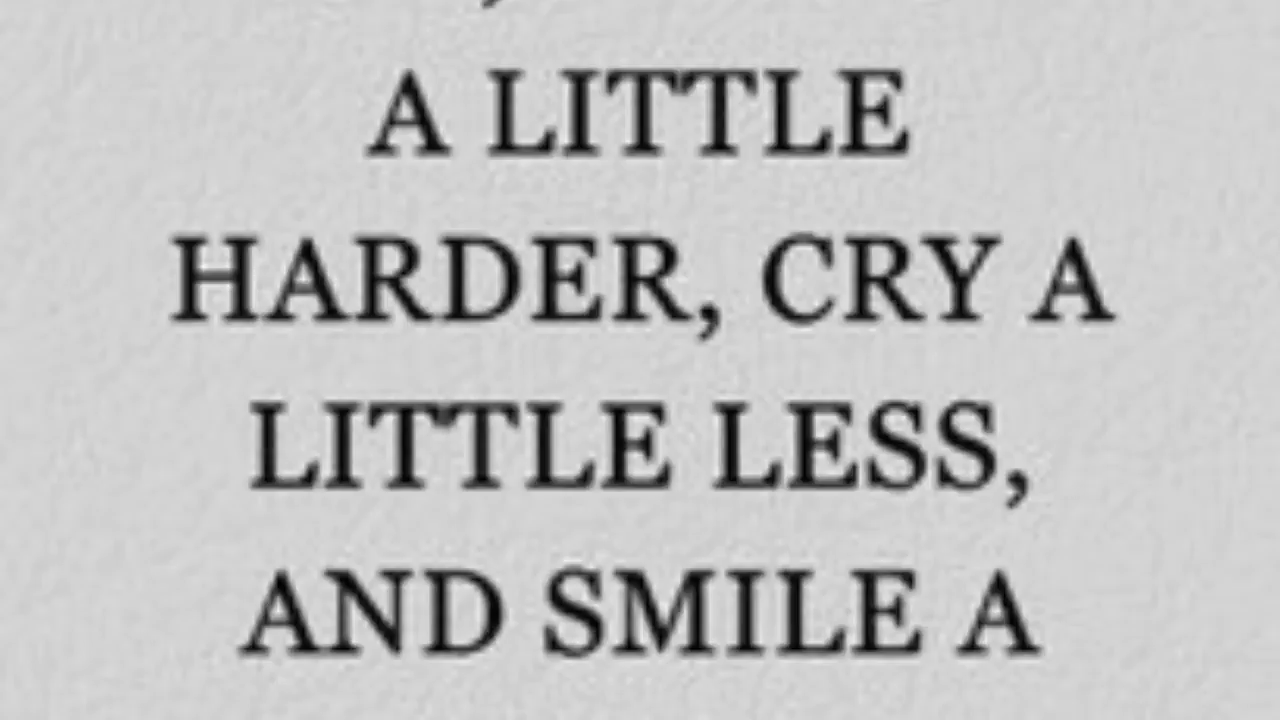 A LITTLE
HARDER, CRY A
LITTLE LESS,
AND SMILE A